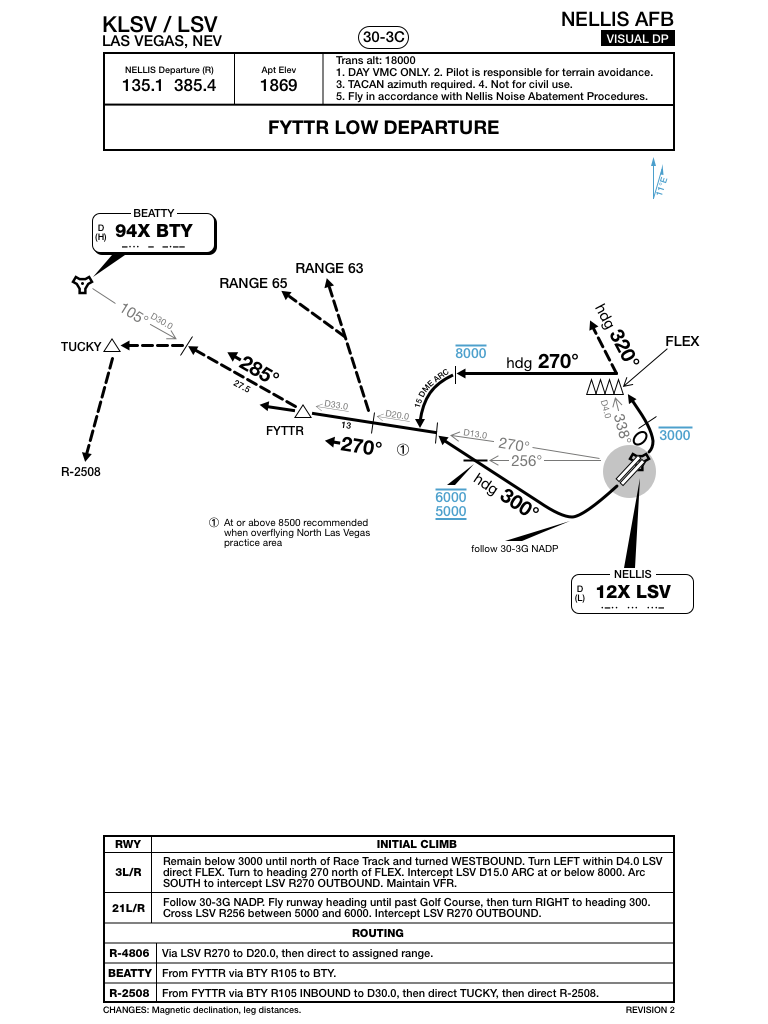 KLSV / LSV
LAS VEGAS, NEV
30-3C
NELLIS AFB
VISUAL DP
NELLIS Departure (R)
135.1 385.4
Apt Elev
1869
Trans alt: 18000
1. DAY VMC ONLY. 2. Pilot is responsible for terrain avoidance.
3. TACAN azimuth required. 4. Not for civil use.
5. Fly in accordance with Nellis Noise Abatement Procedures.
FYTTR LOW DEPARTURE
11°E
BEATTY
D
(H)
94X BTY
RANGE 63
RANGE 65
105°
D30.0
TUCKY
285°
27.5
FYTTR
D33.0
13
D20.0
270°
①
15 DME ARC
8000
hdg 270°
hdg 320°
FLEX
D4.0
338°
3000
D13.0
270°
256°
6000
5000
hdg 300°
R-2508
① At or above 8500 recommended
when overflying North Las Vegas
practice area
follow 30-3G NADP
NELLIS
D
(L)
12X LSV
RWY
INITIAL CLIMB
3L/R
Remain below 3000 until north of Race Track and turned WESTBOUND. Turn LEFT within D4.0 LSV
direct FLEX. Turn to heading 270 north of FLEX. Intercept LSV D15.0 ARC at or below 8000. Arc
SOUTH to intercept LSV R270 OUTBOUND. Maintain VFR.
21L/R
Follow 30-3G NADP. Fly runway heading until past Golf Course, then turn RIGHT to heading 300.
Cross LSV R256 between 5000 and 6000. Intercept LSV R270 OUTBOUND.
ROUTING
R-4806
Via LSV R270 to D20.0, then direct to assigned range.
BEATTY
From FYTTR via BTY R105 to BTY.
R-2508
From FYTTR via BTY R105 INBOUND to D30.0, then direct TUCKY, then direct R-2508.
CHANGES: Magnetic declination, leg distances.
REVISION 2